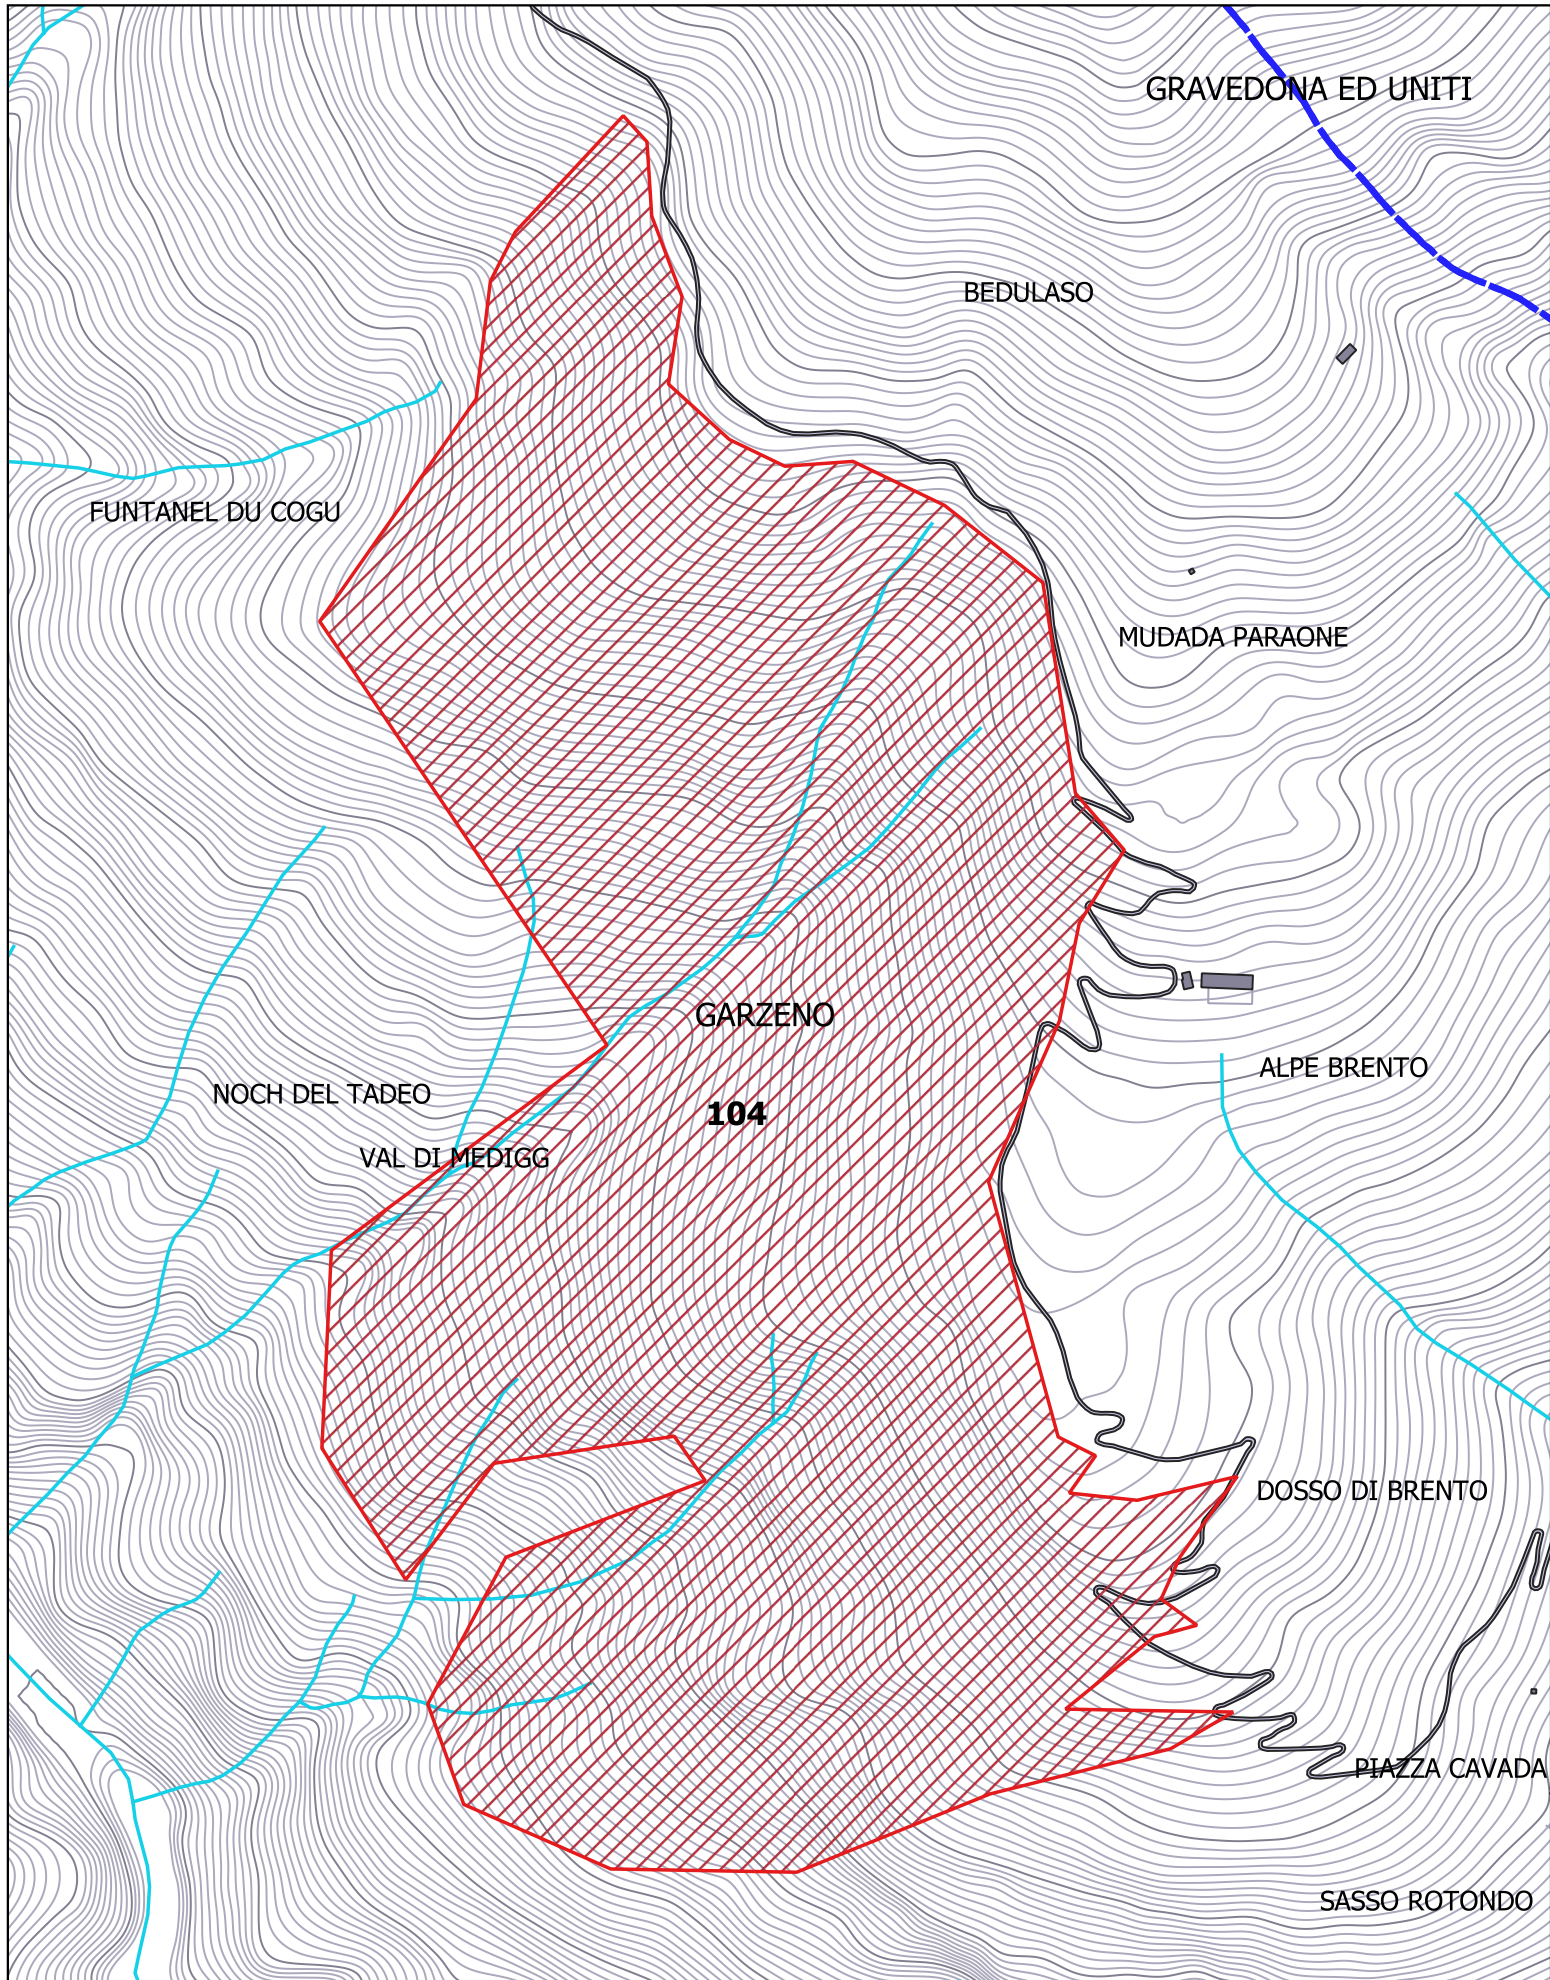 GRAVEDONA ED UNITI
BEDULASO
FUNTANEL DU COGU
MUDADA PARAONE
GARZENO
ALPE BRENTO
NOCH DEL TADEO
104
VAL DI MEDIGG
DOSSO DI BRENTO
PIAZZA CAVADA
SASSO ROTONDO